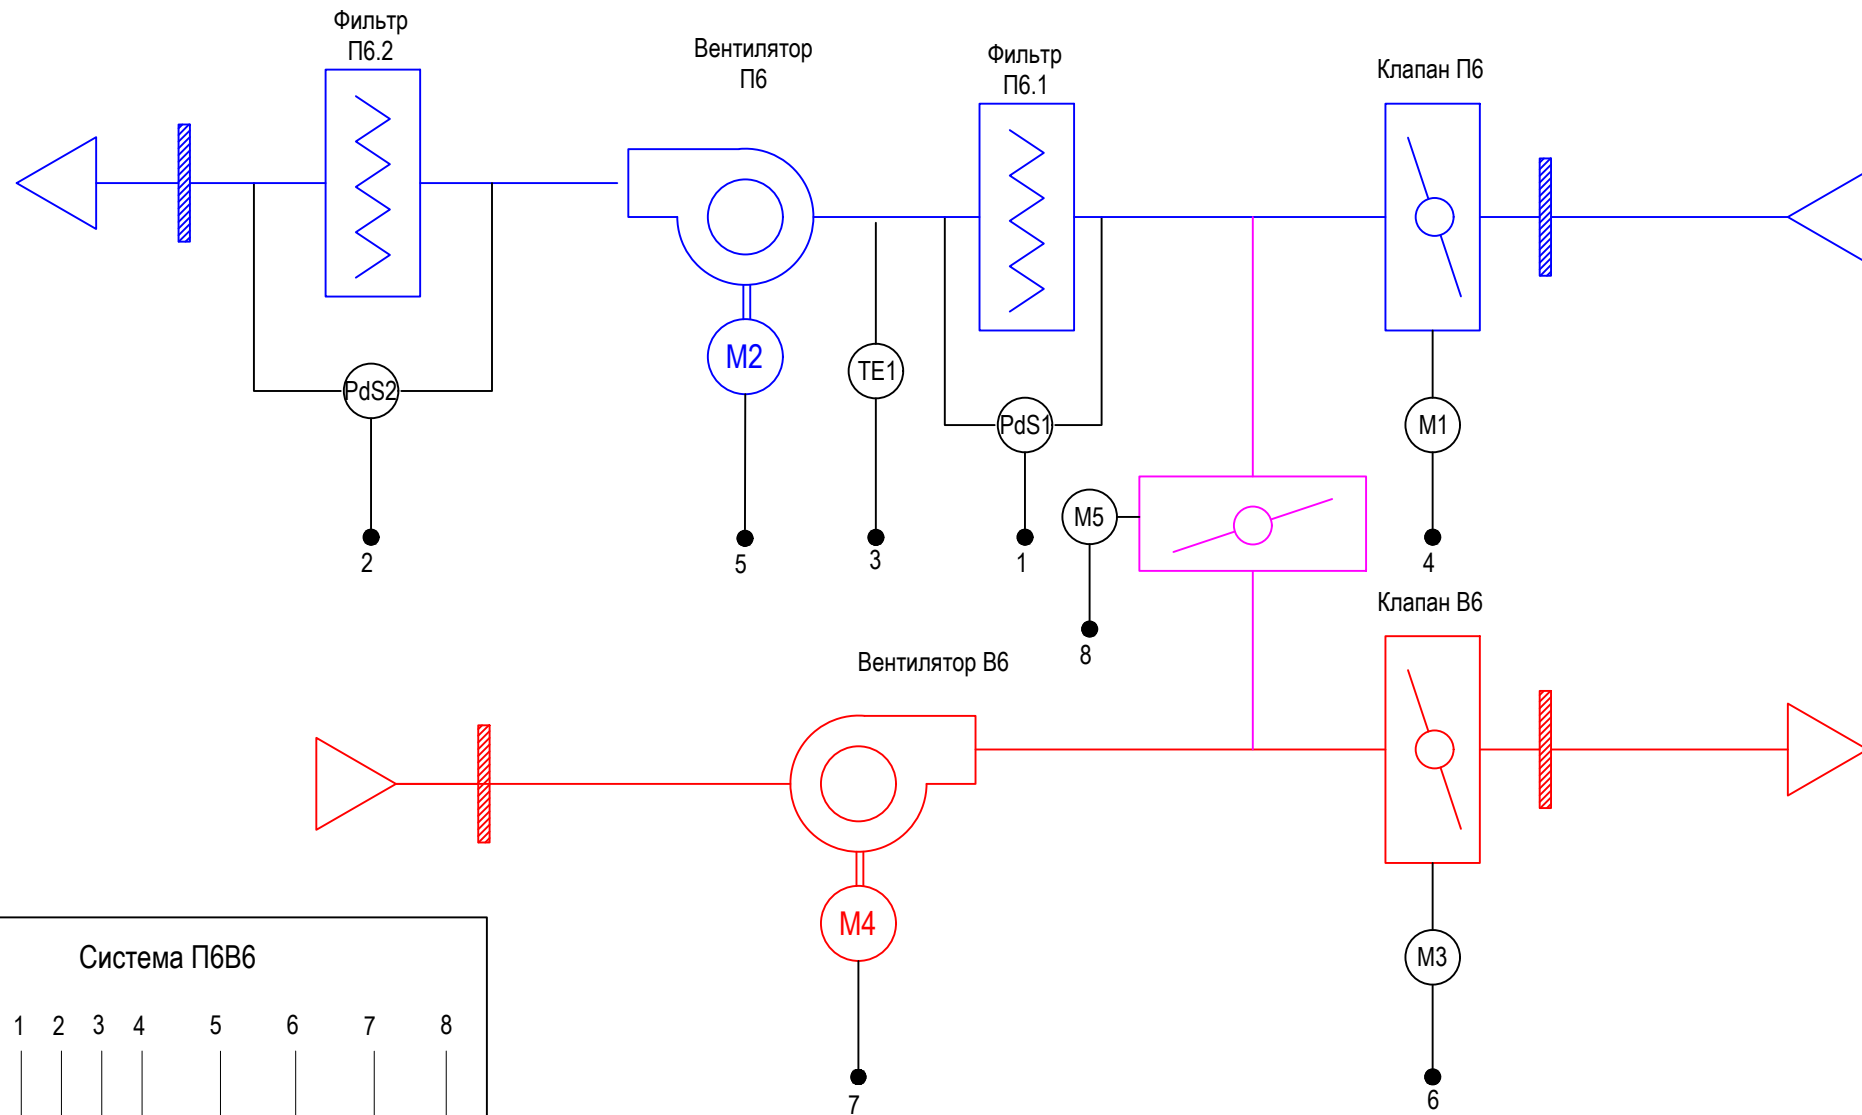 Фильтр
П6.2
Вентилятор
П6
Фильтр
П6.1
Клапан П6
M2
TE1
PdS2
PdS1
M1
M5
2
5
3
1
4
8
Клапан В6
Вентилятор В6
M4
M3
7
6
Система П6В6
1 2 3 4 5 6 7 8